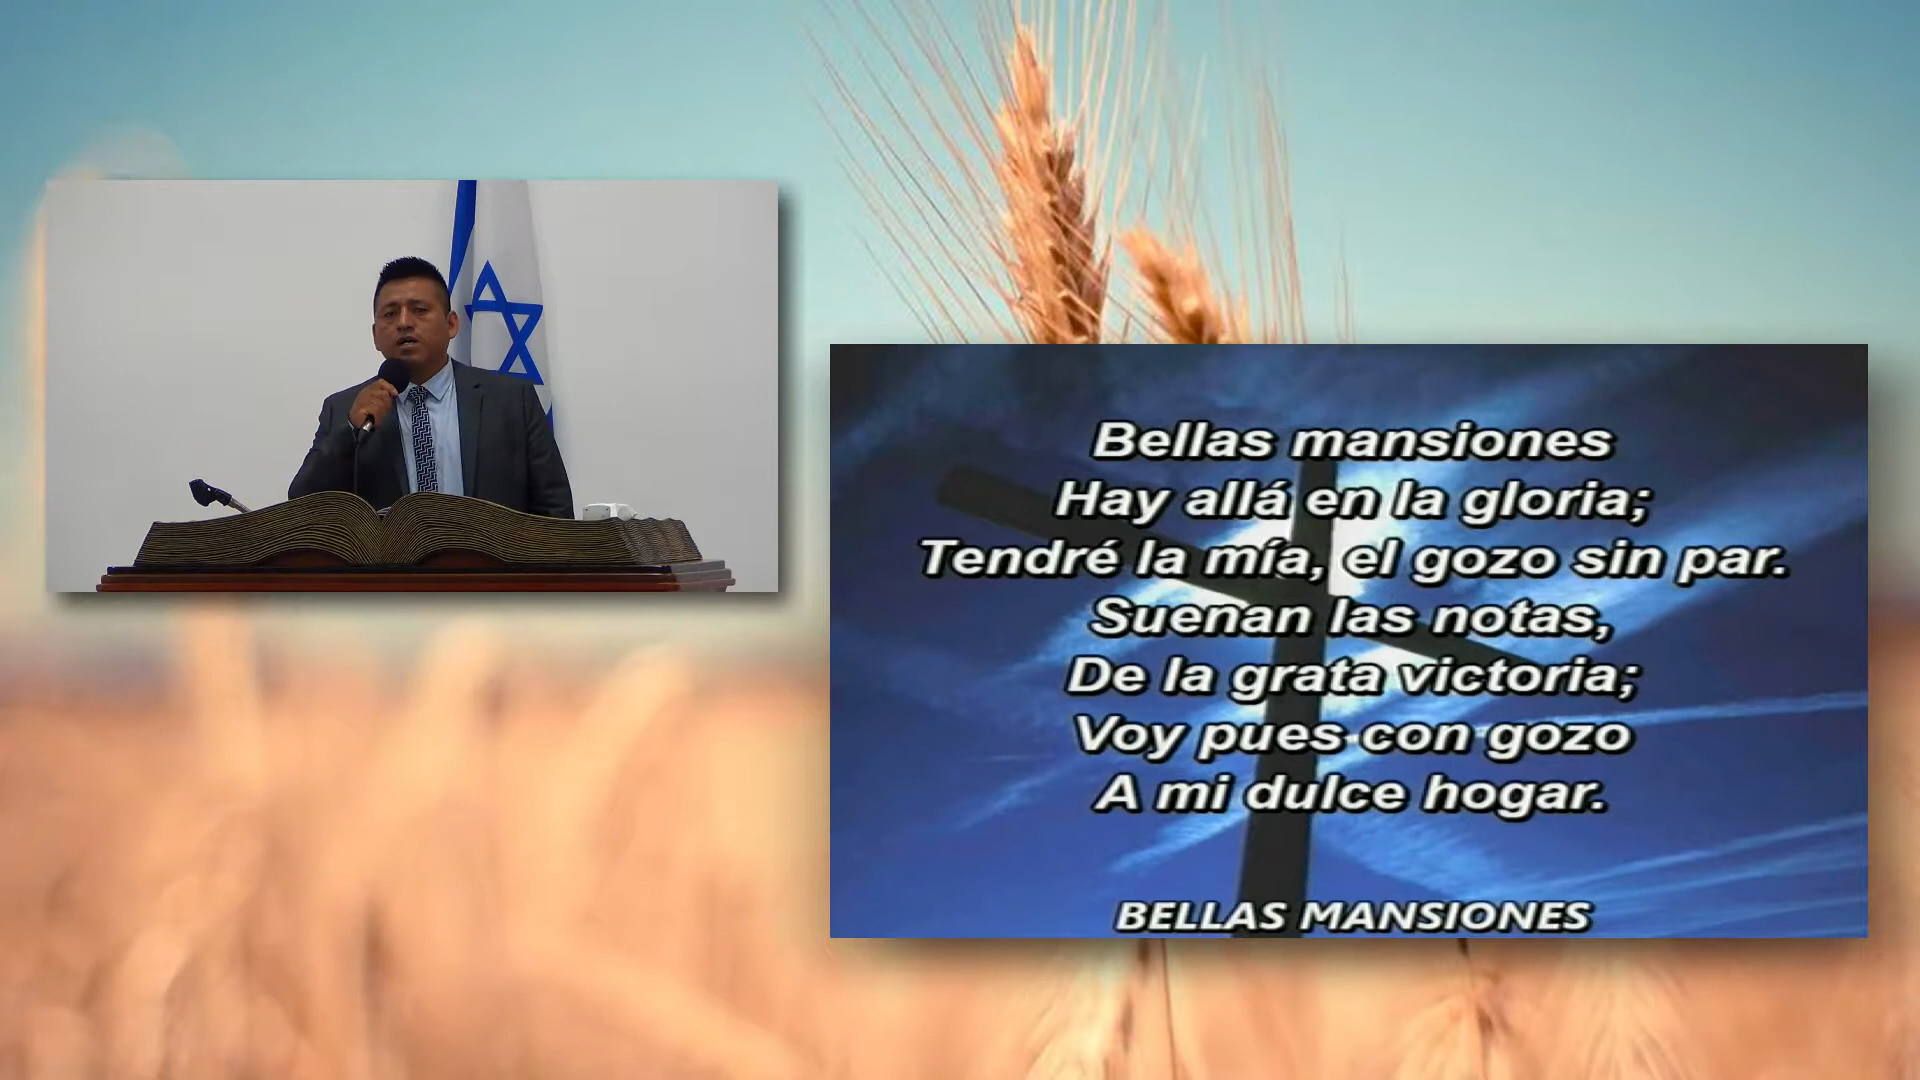 Bellas mansiones
Hay allá en la gloria;
Tendré la mía, el gozo sin par.
Suenan las notas,
De la grata victoria;
Voy pues con gozo
A mi dulce hogar.
BELLAS MANSIONES